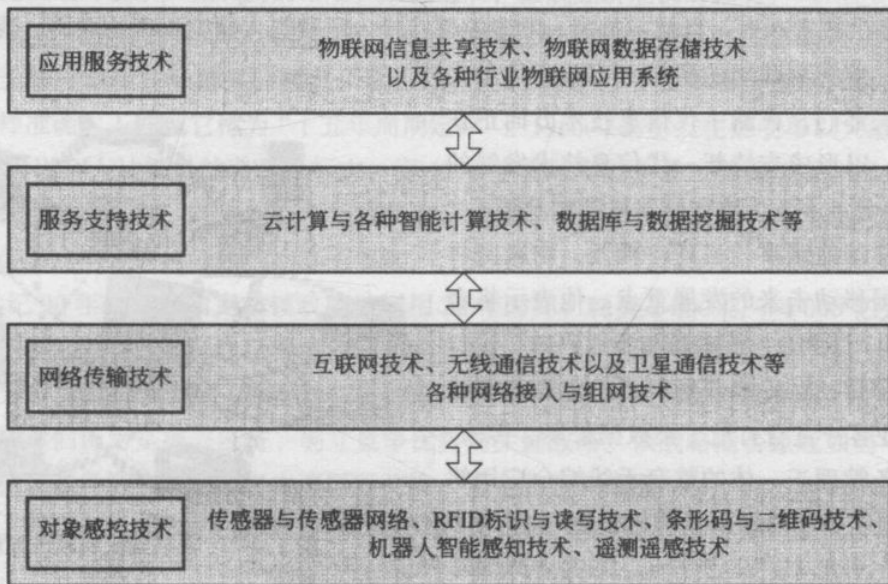 应用服务技术
物联网信息共享技术、物联网数据存储技术
以及各种行业物联网应用系统
服务支持技术
云计算与各种智能计算技术、数据库与数据挖掘技术等
网络传输技术
互联网技术、无线通信技术以及卫星通信技术等
各种网络接入与组网技术
对象感控技术
传感器与传感器网络、RFID标识与读写技术、条形码与二维码技术、
机器人智能感知技术、遥测遥感技术